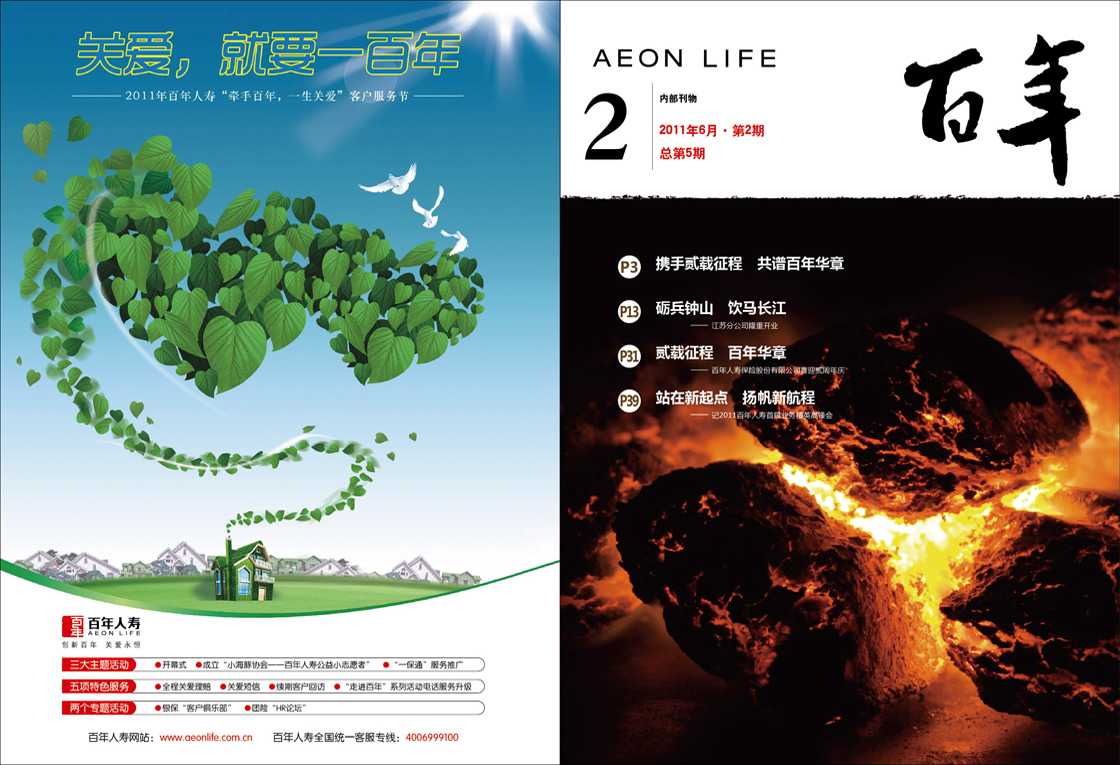 关爱，就要一百年
2011年百年人寿“牵手百年，一生关爱”客户服务节
百年
百年人寿
AEON LIFE
创新百年 关爱永恒
三大主题活动 ●开幕式 ●成立“小海豚协会——百年人寿公益小志愿者” ●“一保通”服务推广
五项特色服务 ●全程关爱理赔 ●关爱短信 ●续期客户回访 ●“走进百年”系列活动电话服务升级
两个专题活动 ●银保“客户俱乐部” ●团险“HR论坛”
百年人寿网站：www.aeonlife.com.cn 百年人寿全国统一客服专线：4006999100
AEON LIFE
百年
2
内部刊物
2011年6月·第2期
总第5期
P3 携手贰载征程 共谱百年华章
P13 砺兵钟山 饮马长江
—— 江苏分公司隆重开业
P31 贰载征程 百年华章
—— 百年人寿保险股份有限公司喜迎贰周年庆
P39 站在新起点 扬帆新航程
—— 记2011百年人寿首届业务精英高峰会